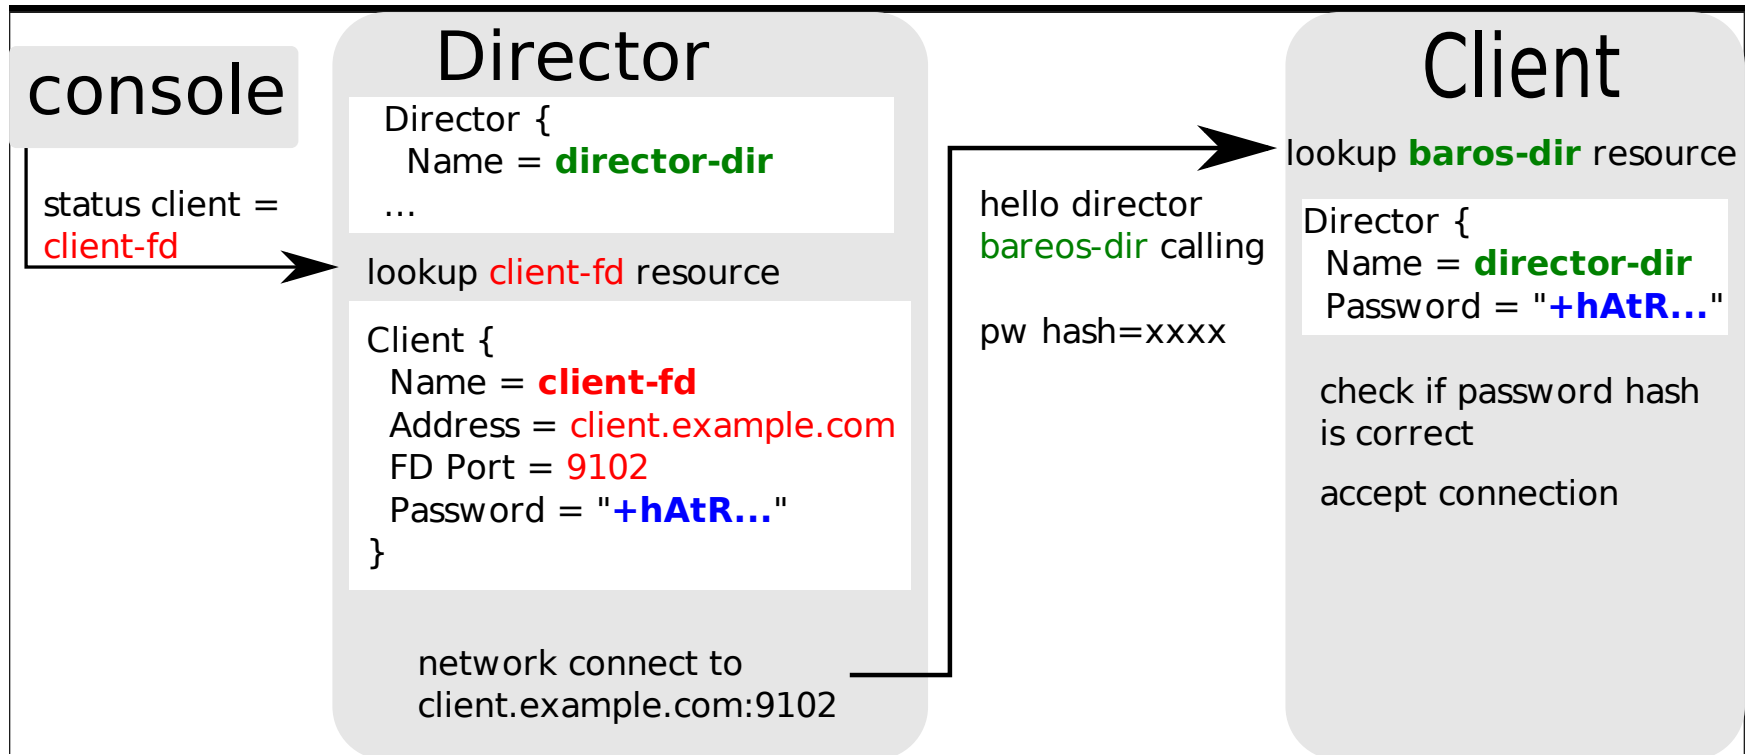 console
status client =
client-fd
Director
Director {
Name = director-dir
...
lookup client-fd resource
Client {
Name = client-fd
Address = client.example.com
FD Port = 9102
Password = "+hAtR..."
}
network connect to
client.example.com:9102
hello director
bareos-dir calling
pw hash=xxxx
Client
lookup baros-dir resource
Director {
Name = director-dir
Password = "+hAtR..."
check if password hash
is correct
accept connection